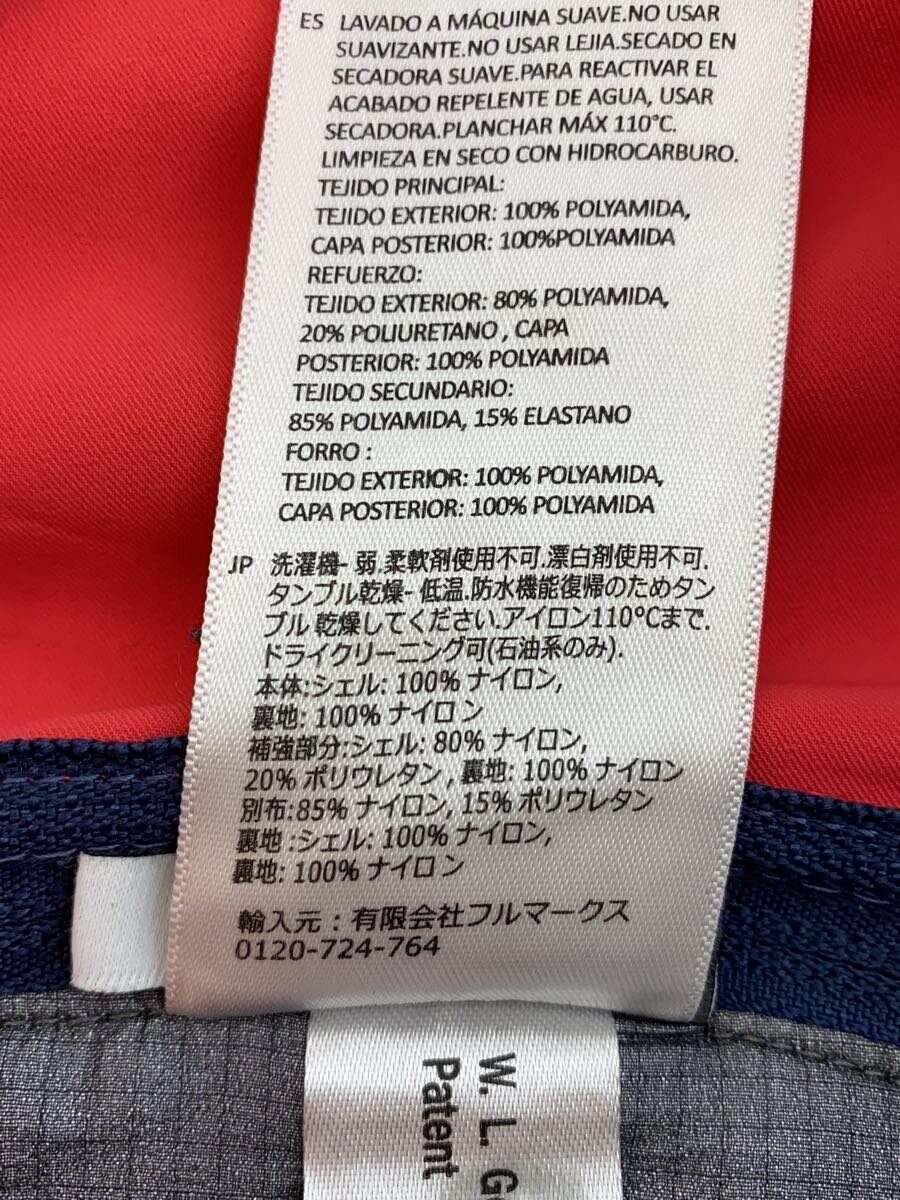 ES LAVADO A MÁQUINA SUAVE.NO USAR
SUAVIZANTE.NO USAR LEJIA.SECADO EN
SECADORA SUAVE.PARA REACTIVAR EL
ACABADO REPELENTE DE AGUA, USAR
SECADORA.PLANCHAR MÁX 110°C.
LIMPIEZA EN SECO CON HIDROCARBURO.
TEJIDO PRINCIPAL:
TEJIDO EXTERIOR: 100% POLYAMIDA,
CAPA POSTERIOR: 100%POLYAMIDA
REFUERZO:
TEJIDO EXTERIOR: 80% POLYAMIDA,
20% POLIURETANO , CAPA
POSTERIOR: 100% POLYAMIDA
TEJIDO SECUNDARIO:
85% POLYAMIDA, 15% ELASTANO
FORRO :
TEJIDO EXTERIOR: 100% POLYAMIDA,
CAPA POSTERIOR: 100% POLYAMIDA
JP 洗濯機- 弱.柔軟剤使用不可.漂白剤使用不可.
タンブル乾燥- 低温.防水機能復帰のためタン
ブル 乾燥してください.アイロン110°Cまで.
ドライクリーニング可(石油系のみ).
本体:シェル: 100% ナイロン,
裏地: 100% ナイロン
補強部分:シェル: 80% ナイロン,
20% ポリウレタン , 裏地: 100% ナイロン
別布:85% ナイロン, 15% ポリウレタン
裏地 :シェル: 100% ナイロン,
裏地: 100% ナイロン
輸入元 : 有限会社フルマークス
0120-724-764
W. L. G
Patent